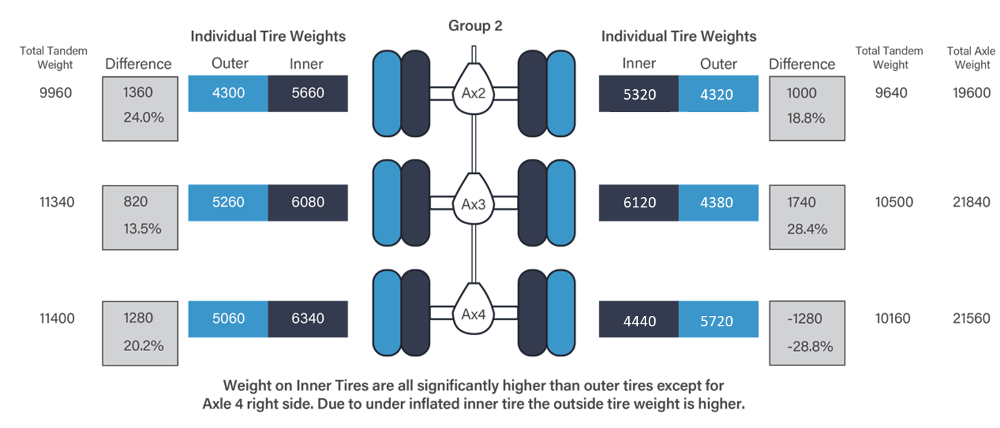 Group 2
Individual Tire Weights Individual Tire Weights
Total Tandem Total Tandem Total Axle
Weight Difference Outer Inner Inner Outer Difference Weight Weight
9960 1360 4300 5660 Ax2 5320 4320 1000 9640 19600
24.0% 18.8%
11340 820 5260 6080 Ax3 6120 4380 1740 10500 21840
13.5% 28.4%
11400 1280 5060 6340 Ax4 4440 5720 -1280 10160 21560
20.2% -28.8%
Weight on Inner Tires are all significantly higher than outer tires except for
Axle 4 right side. Due to under inflated inner tire the outside tire weight is higher.